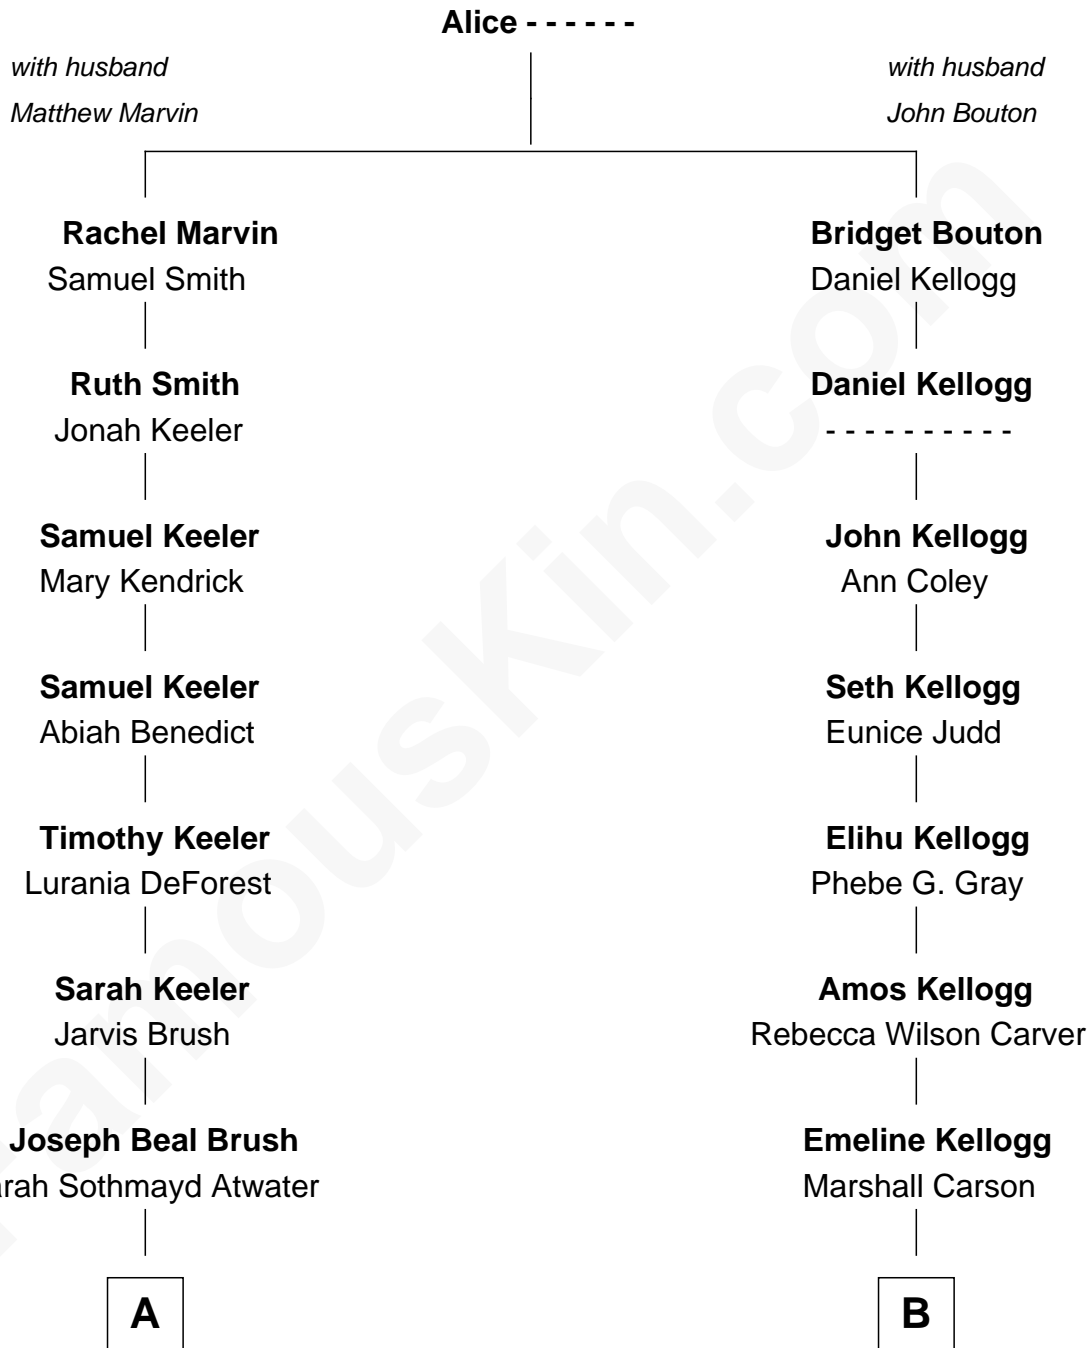 Alice - - - - - -
with husband
Matthew Marvin
with husband
John Bouton
Rachel Marvin
Samuel Smith
Bridget Bouton
Daniel Kellogg
Ruth Smith
Jonah Keeler
Daniel Kellogg
- - - - - - - - - -
Samuel Keeler
Mary Kendrick
John Kellogg
Ann Coley
Samuel Keeler
Abiah Benedict
Seth Kellogg
Eunice Judd
Timothy Keeler
Lurania DeForest
Elihu Kellogg
Phebe G. Gray
Sarah Keeler
Jarvis Brush
Amos Kellogg
Rebecca Wilson Carver
Joseph Beal Brush
arah Sothmayd Atwater
Emeline Kellogg
Marshall Carson
A
B
FamousKin.com